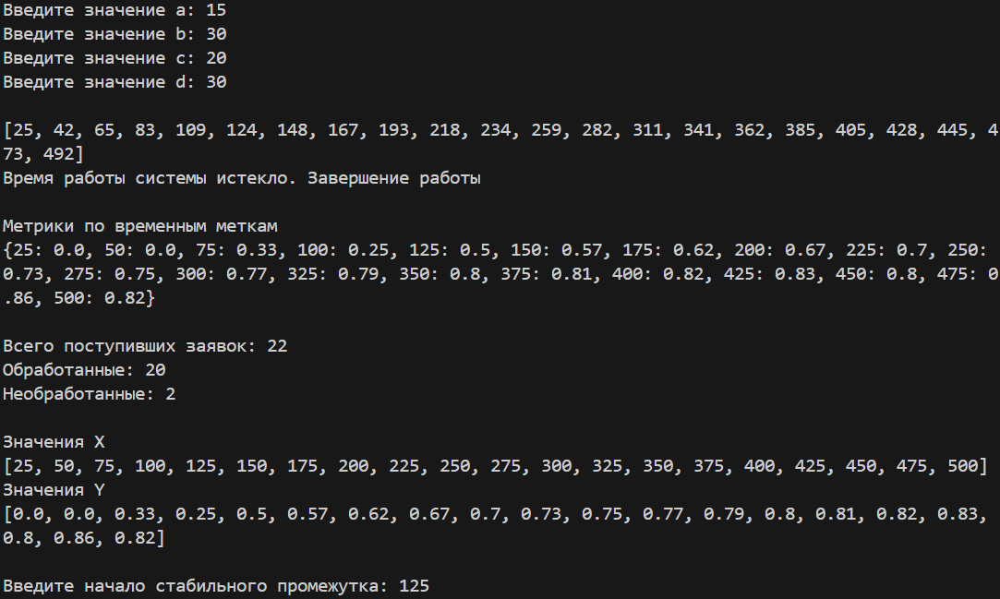 Введите значение a: 15
Введите значение b: 30
Введите значение c: 20
Введите значение d: 30
[25, 42, 65, 83, 109, 124, 148, 167, 193, 218, 234, 259, 282, 311, 341, 362, 385, 405, 428, 445, 4
73, 492]
Время работы системы истекло. Завершение работы
Метрики по временным меткам
{25: 0.0, 50: 0.0, 75: 0.33, 100: 0.25, 125: 0.5, 150: 0.57, 175: 0.62, 200: 0.67, 225: 0.7, 250:
0.73, 275: 0.75, 300: 0.77, 325: 0.79, 350: 0.8, 375: 0.81, 400: 0.82, 425: 0.83, 450: 0.8, 475: 0
.86, 500: 0.82}
Всего поступивших заявок: 22
Обработанные: 20
Необработанные: 2
Значения X
[25, 50, 75, 100, 125, 150, 175, 200, 225, 250, 275, 300, 325, 350, 375, 400, 425, 450, 475, 500]
Значения Y
[0.0, 0.0, 0.33, 0.25, 0.5, 0.57, 0.62, 0.67, 0.7, 0.73, 0.75, 0.77, 0.79, 0.8, 0.81, 0.82, 0.83,
0.8, 0.86, 0.82]
Введите начало стабильного промежутка: 125